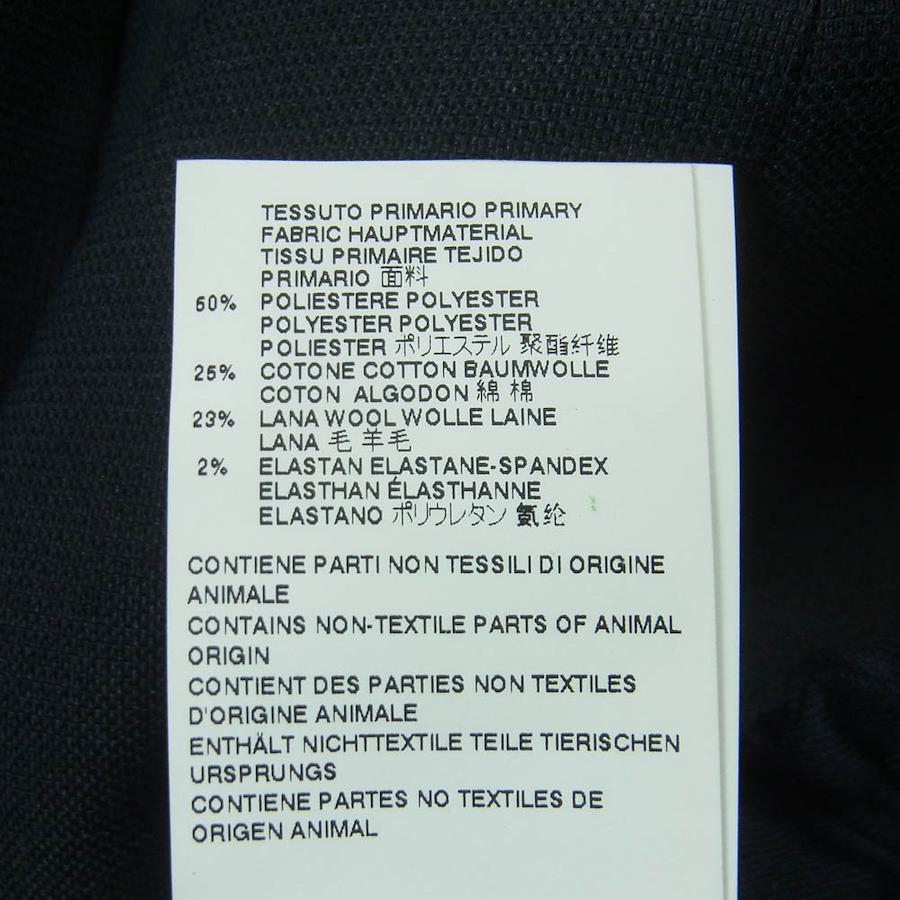 TESSUTO PRIMARIO PRIMARY
FABRIC HAUPTMATERIAL
TISSU PRIMAIRE TEJIDO
PRIMARIO 面料
50% POLIESTERE POLYESTER
POLYESTER POLYESTER
POLIESTER ポリエステル 聚酯纤维
25% COTONE COTTON BAUMWOLLE
COTON ALGODON 綿 棉
23% LANA WOOL WOLLE LAINE
LANA 毛 羊毛
2% ELASTAN ELASTANE-SPANDEX
ELASTHAN ÉLASTHANNE
ELASTANO ポリウレタン 氨纶
CONTIENE PARTI NON TESSILI DI ORIGINE
ANIMALE
CONTAINS NON-TEXTILE PARTS OF ANIMAL
ORIGIN
CONTIENT DES PARTIES NON TEXTILES
D'ORIGINE ANIMALE
ENTHÄLT NICHTTEXTILE TEILE TIERISCHEN
URSPRUNGS
CONTIENE PARTES NO TEXTILES DE
ORIGEN ANIMAL